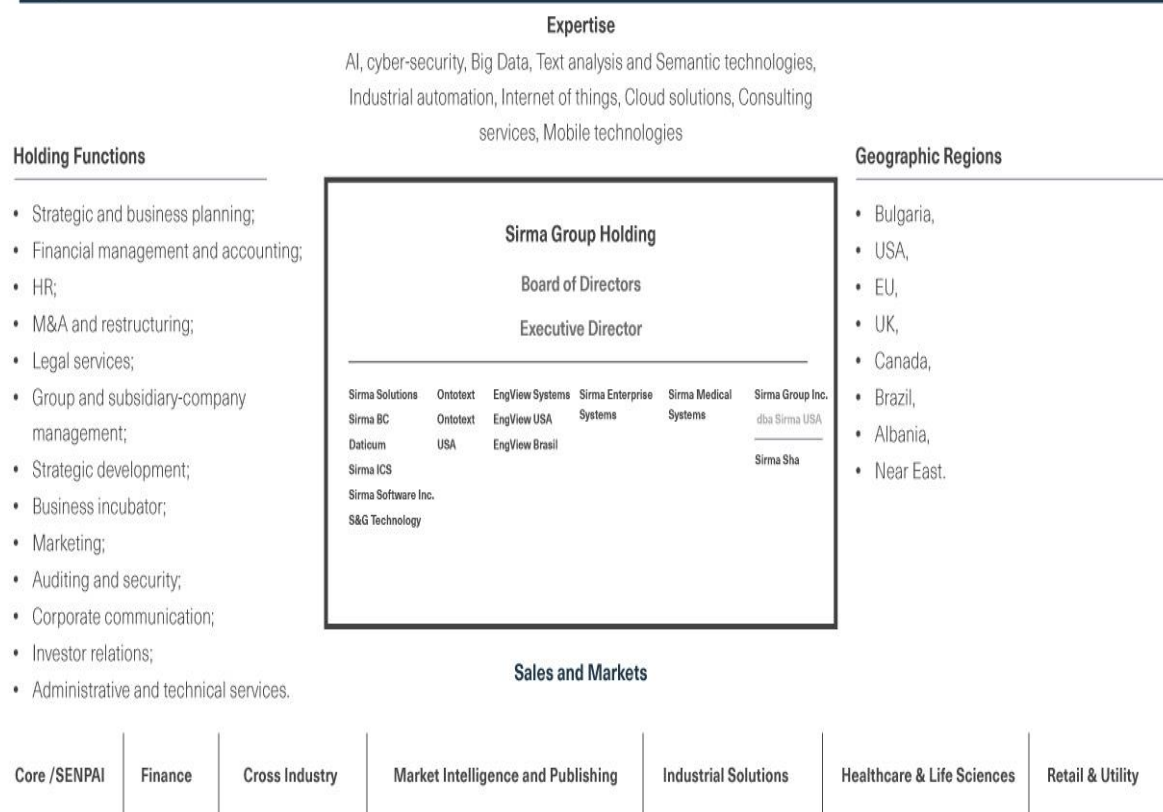 Expertise
AI, cyber-security, Big Data, Text analysis and Semantic technologies,
Industrial automation, Internet of things, Cloud solutions, Consulting
services, Mobile technologies
Holding Functions
• Strategic and business planning;
• Financial management and accounting;
• HR;
• M&A and restructuring;
• Legal services;
• Group and subsidiary-company
management;
• Strategic development;
• Business incubator;
• Marketing;
• Auditing and security;
• Corporate communication;
• Investor relations;
• Administrative and technical services.
Sirma Group Holding
Board of Directors
Executive Director
Sirma Solutions
Sirma BC
Daticum
Sirma ICS
Sirma Software Inc.
S&G Technology
Ontotext
Ontotext
USA
EngView Systems
EngView USA
EngView Brasil
Sirma Enterprise
Systems
Sirma Medical
Systems
Sirma Group Inc.
dba Sirma USA
Sirma Sha
Geographic Regions
• Bulgaria,
• USA,
• EU,
• UK,
• Canada,
• Brazil,
• Albania,
• Near East.
Sales and Markets
Core /SENPAI
Finance
Cross Industry
Market Intelligence and Publishing
Industrial Solutions
Healthcare & Life Sciences
Retail & Utility